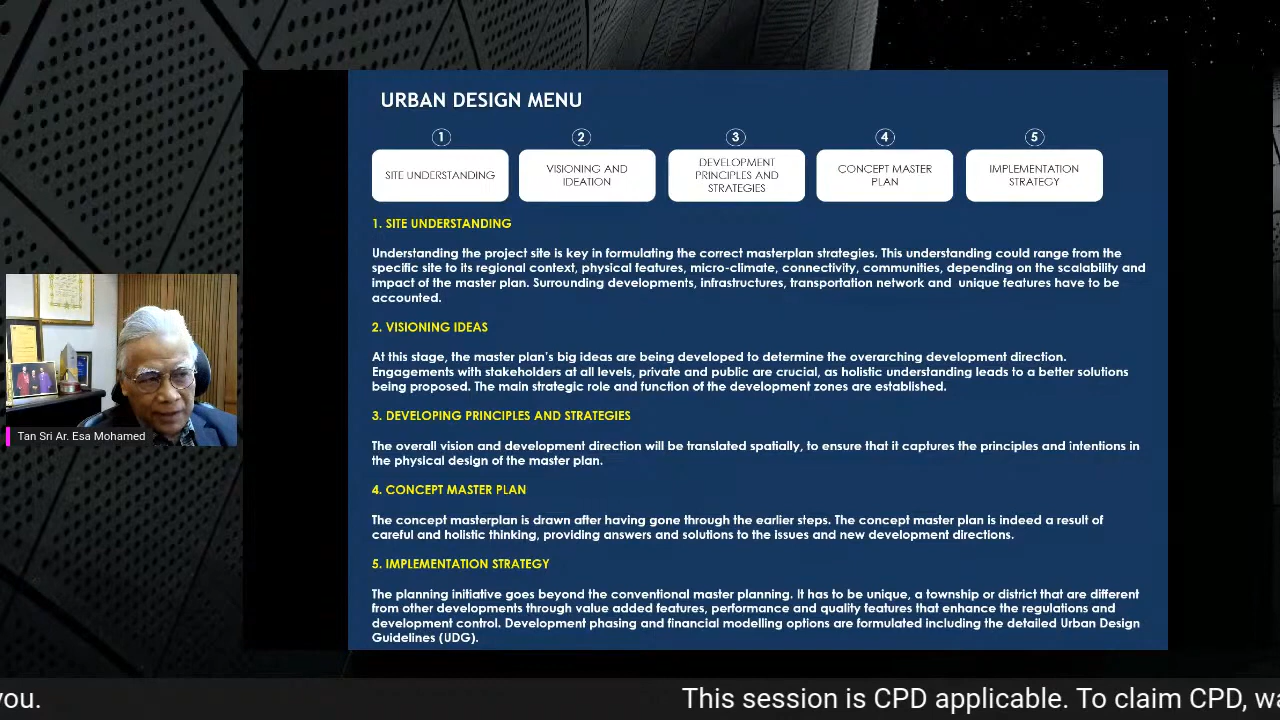 URBAN DESIGN MENU
1
2
3
4
5
SITE UNDERSTANDING
VISIONING AND
IDEATION
DEVELOPMENT
PRINCIPLES AND
STRATEGIES
CONCEPT MASTER
PLAN
IMPLEMENTATION
STRATEGY
1. SITE UNDERSTANDING
Understanding the project site is key in formulating the correct masterplan strategies. This understanding could range from the
specific site to its regional context, physical features, micro-climate, connectivity, communities, depending on the scalability and
impact of the master plan. Surrounding developments, infrastructures, transportation network and unique features have to be
accounted.
2. VISIONING IDEAS
At this stage, the master plan's big ideas are being developed to determine the overarching development direction.
Engagements with stakeholders at all levels, private and public are crucial, as holistic understanding leads to a better solutions
being proposed. The main strategic role and function of the development zones are established.
3. DEVELOPING PRINCIPLES AND STRATEGIES
The overall vision and development direction will be translated spatially, to ensure that it captures the principles and intentions in
the physical design of the master plan.
4. CONCEPT MASTER PLAN
The concept masterplan is drawn after having gone through the earlier steps. The concept master plan is indeed a result of
careful and holistic thinking, providing answers and solutions to the issues and new development directions.
5. IMPLEMENTATION STRATEGY
The planning initiative goes beyond the conventional master planning. It has to be unique, a township or district that are different
from other developments through value added features, performance and quality features that enhance the regulations and
development control. Development phasing and financial modelling options are formulated including the detailed Urban Design
Guidelines (UDG).
Tan Sri Ar. Esa Mohamed
you.
This session is CPD applicable. To claim CPD, wa